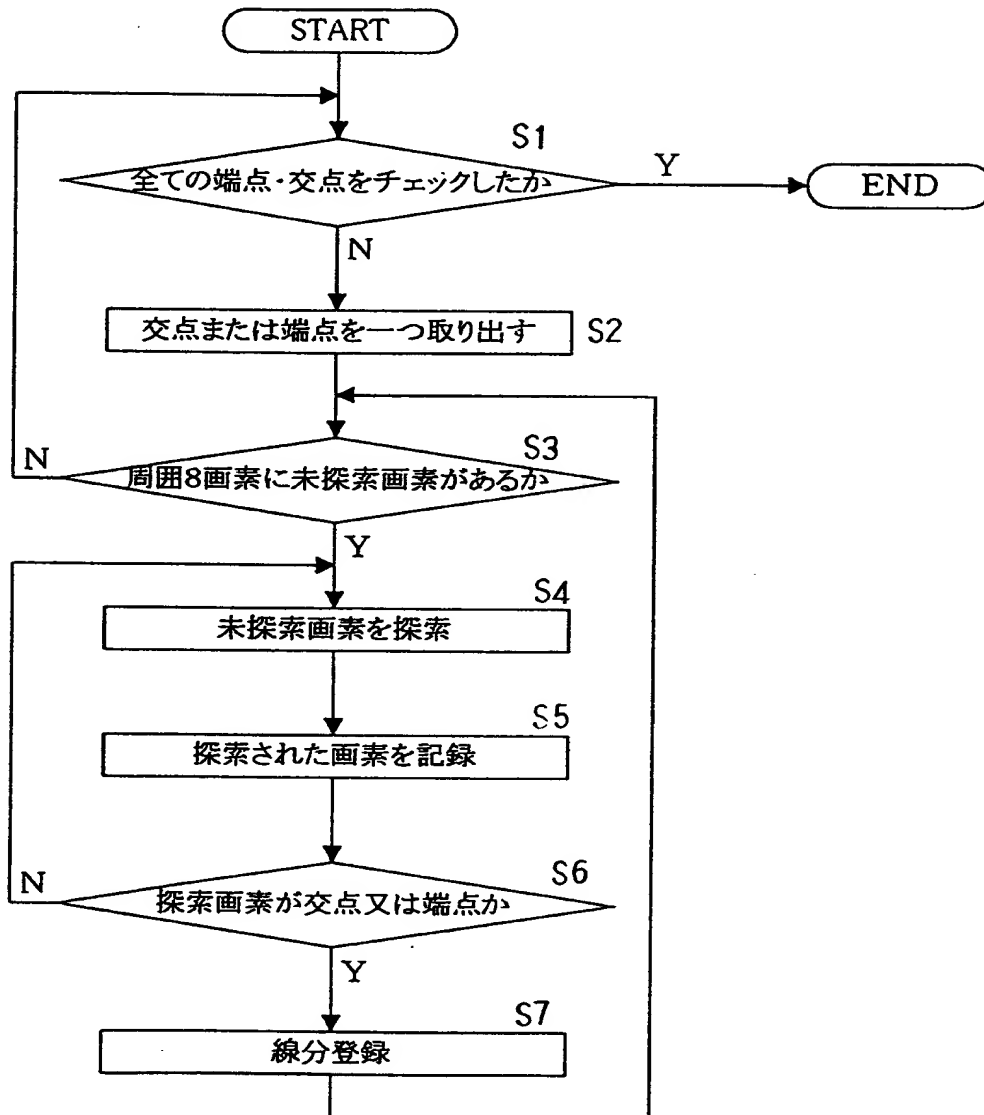 START
S1
全ての端点・交点をチェックしたか
Y
END
N
交点または端点を一つ取り出す
S2
S3
N
周囲8画素に未探索画素があるか
Y
S4
未探索画素を探索
S5
探索された画素を記録
S6
N
探索画素が交点又は端点か
Y
S7
線分登録